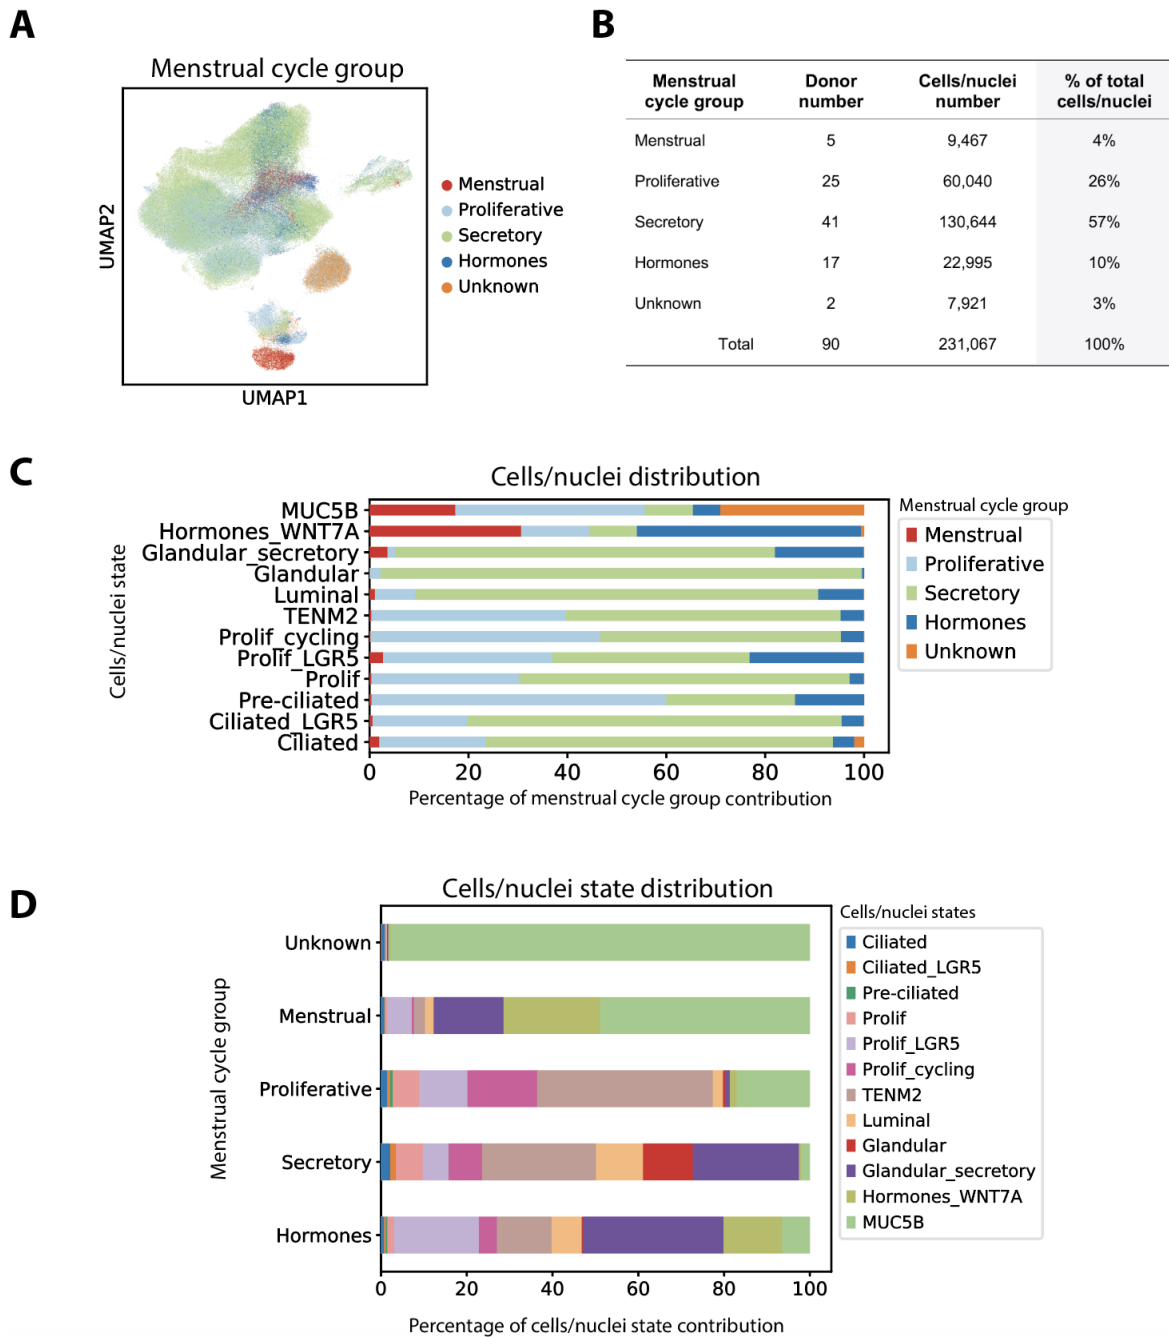 A
Menstrual cycle group
UMAP2
UMAP1
Menstrual
Proliferative
Secretory
Hormones
Unknown
B
Menstrual cycle group Donor number Cells/nuclei number % of total cells/nuclei
Menstrual 5 9,467 4%
Proliferative 25 60,040 26%
Secretory 41 130,644 57%
Hormones 17 22,995 10%
Unknown 2 7,921 3%
Total 90 231,067 100%
C
Cells/nuclei distribution
Cells/nuclei state
MUC5B
Hormones_WNT7A
Glandular_secretory
Glandular
Luminal
TENM2
Prolif_cycling
Prolif_LGR5
Prolif
Pre-ciliated
Ciliated_LGR5
Ciliated
0 20 40 60 80 100
Percentage of menstrual cycle group contribution
Menstrual cycle group
Menstrual
Proliferative
Secretory
Hormones
Unknown
D
Cells/nuclei state distribution
Menstrual cycle group
Unknown
Menstrual
Proliferative
Secretory
Hormones
0 20 40 60 80 100
Percentage of cells/nuclei state contribution
Cells/nuclei states
Ciliated
Ciliated_LGR5
Pre-ciliated
Prolif
Prolif_LGR5
Prolif_cycling
TENM2
Luminal
Glandular
Glandular_secretory
Hormones_WNT7A
MUC5B